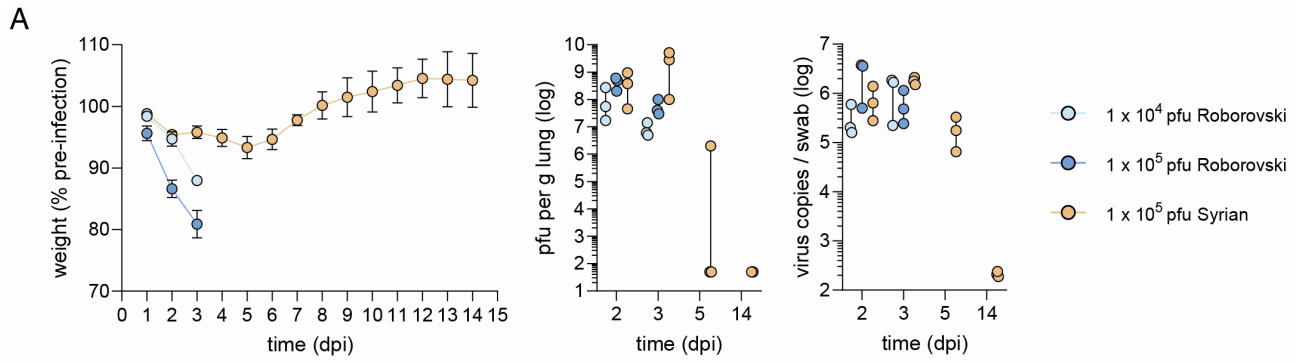 A
110
100
90
80
70
weight (% pre-infection)
0 1 2 3 4 5 6 7 8 9 10 11 12 13 14 15
time (dpi)
10
9
8
7
6
5
4
3
2
1
pfu per g lung (log)
2 3 5 14
time (dpi)
7
6
5
4
3
2
virus copies / swab (log)
2 3 5 14
time (dpi)
1 x 10⁴ pfu Roborovski
1 x 10⁵ pfu Roborovski
1 x 10⁵ pfu Syrian